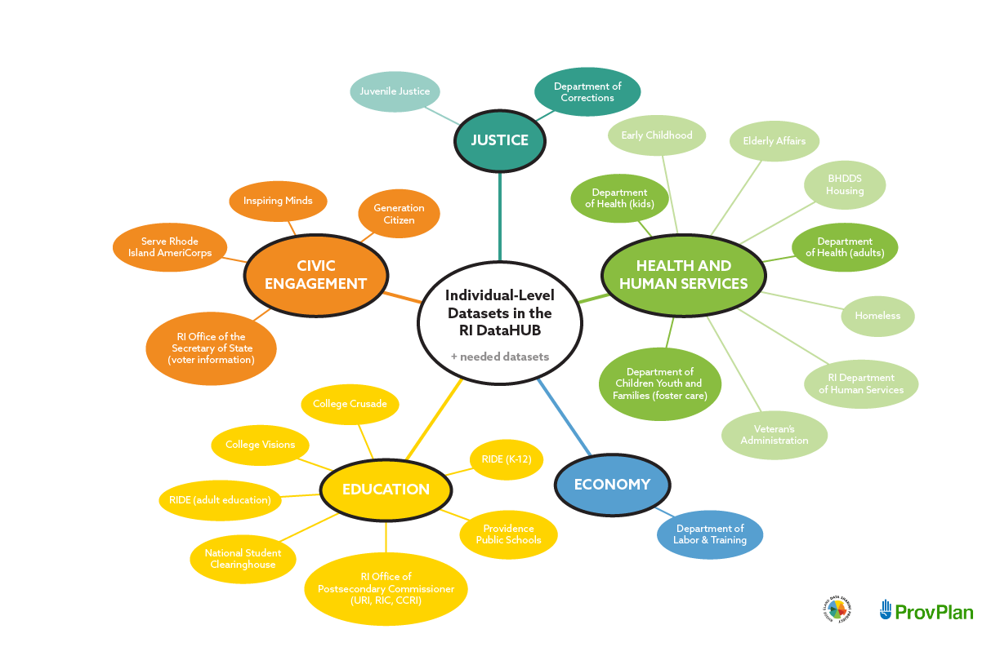 Juvenile Justice
Department of
Corrections
JUSTICE
Early Childhood
Elderly Affairs
BHDDS
Housing
Department
of Health (kids)
Department
of Health (adults)
HEALTH AND
HUMAN SERVICES
Homeless
RI Department
of Human Services
Veteran's
Administration
Department of
Children Youth and
Families (foster care)
Inspiring Minds
Generation
Citizen
Serve Rhode
Island AmeriCorps
CIVIC
ENGAGEMENT
RI Office of the
Secretary of State
(voter information)
Individual-Level
Datasets in the
RI DataHUB
+ needed datasets
College Crusade
College Visions
RIDE (K-12)
EDUCATION
RIDE (adult education)
Providence
Public Schools
National Student
Clearinghouse
RI Office of
Postsecondary Commissioner
(URI, RIC, CCRI)
ECONOMY
Department of
Labor & Training
RHODE ISLAND DATA SHARING PROJECT
ProvPlan